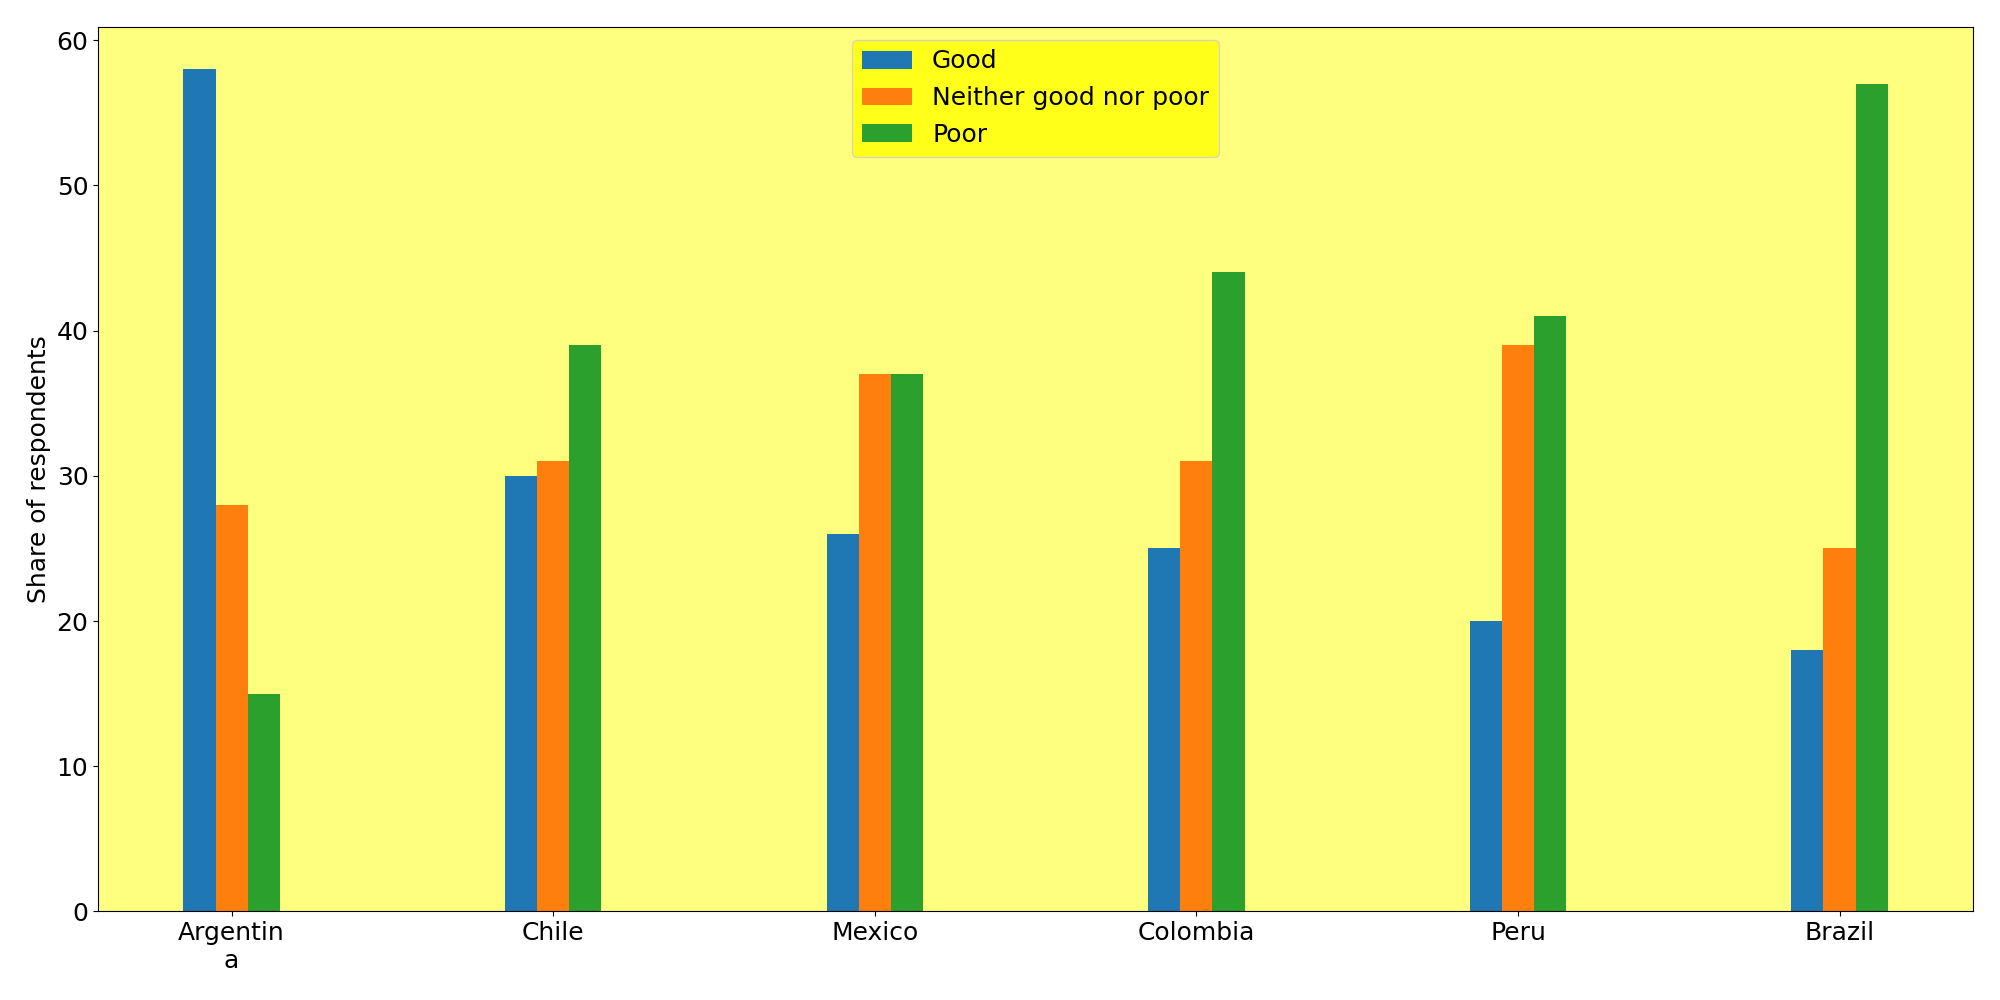 Share of respondents
60
50
40
30
20
10
0
Good
Neither good nor poor
Poor
Argentin
a
Chile
Mexico
Colombia
Peru
Brazil